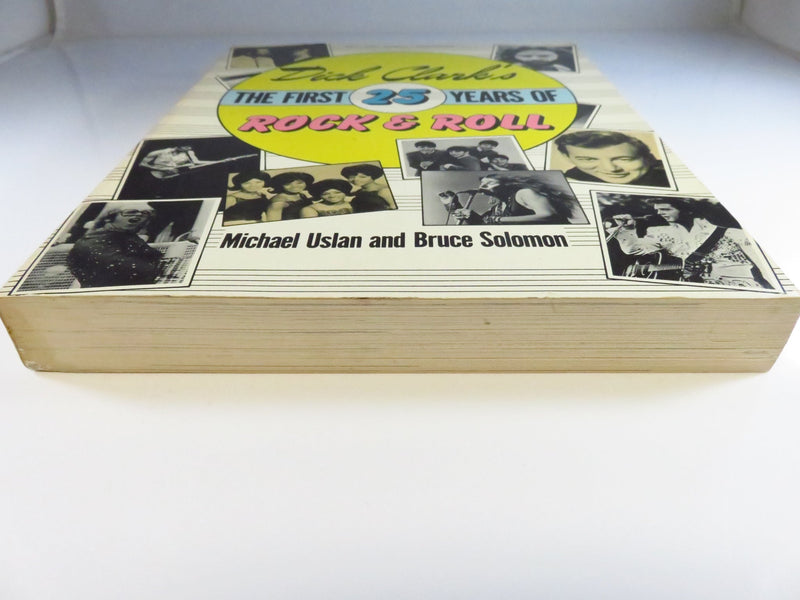 Dick Clark's
THE FIRST 25 YEARS OF
ROCK & ROLL
Michael Uslan and Bruce Solomon